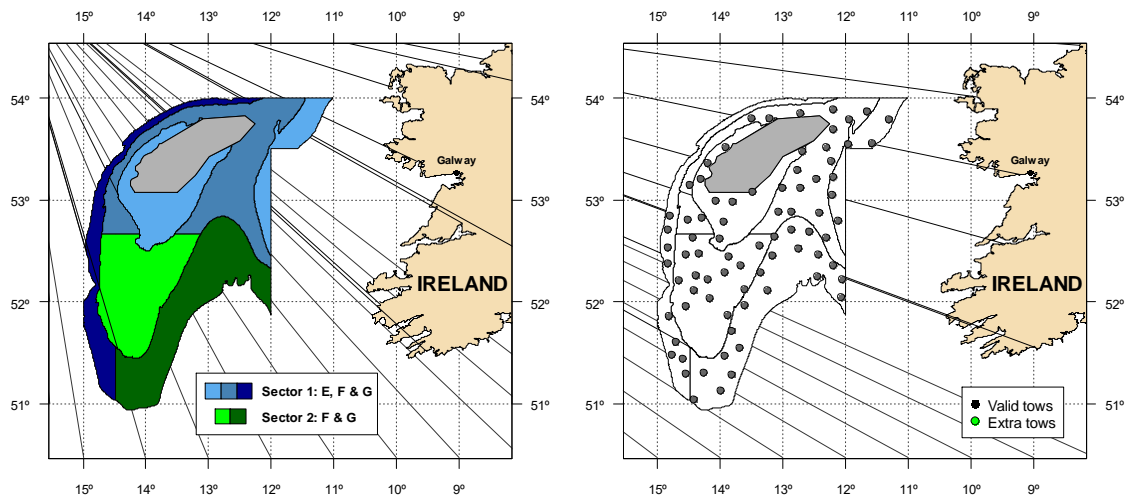 15º 14º 13º 12º 11º 10º 9º
54º
53º
52º
51º
Galway
IRELAND
Sector 1: E, F & G
Sector 2: F & G
15º 14º 13º 12º 11º 10º 9º
15º 14º 13º 12º 11º 10º 9º
54º
53º
52º
51º
Galway
IRELAND
Valid tows
Extra tows
15º 14º 13º 12º 11º 10º 9º